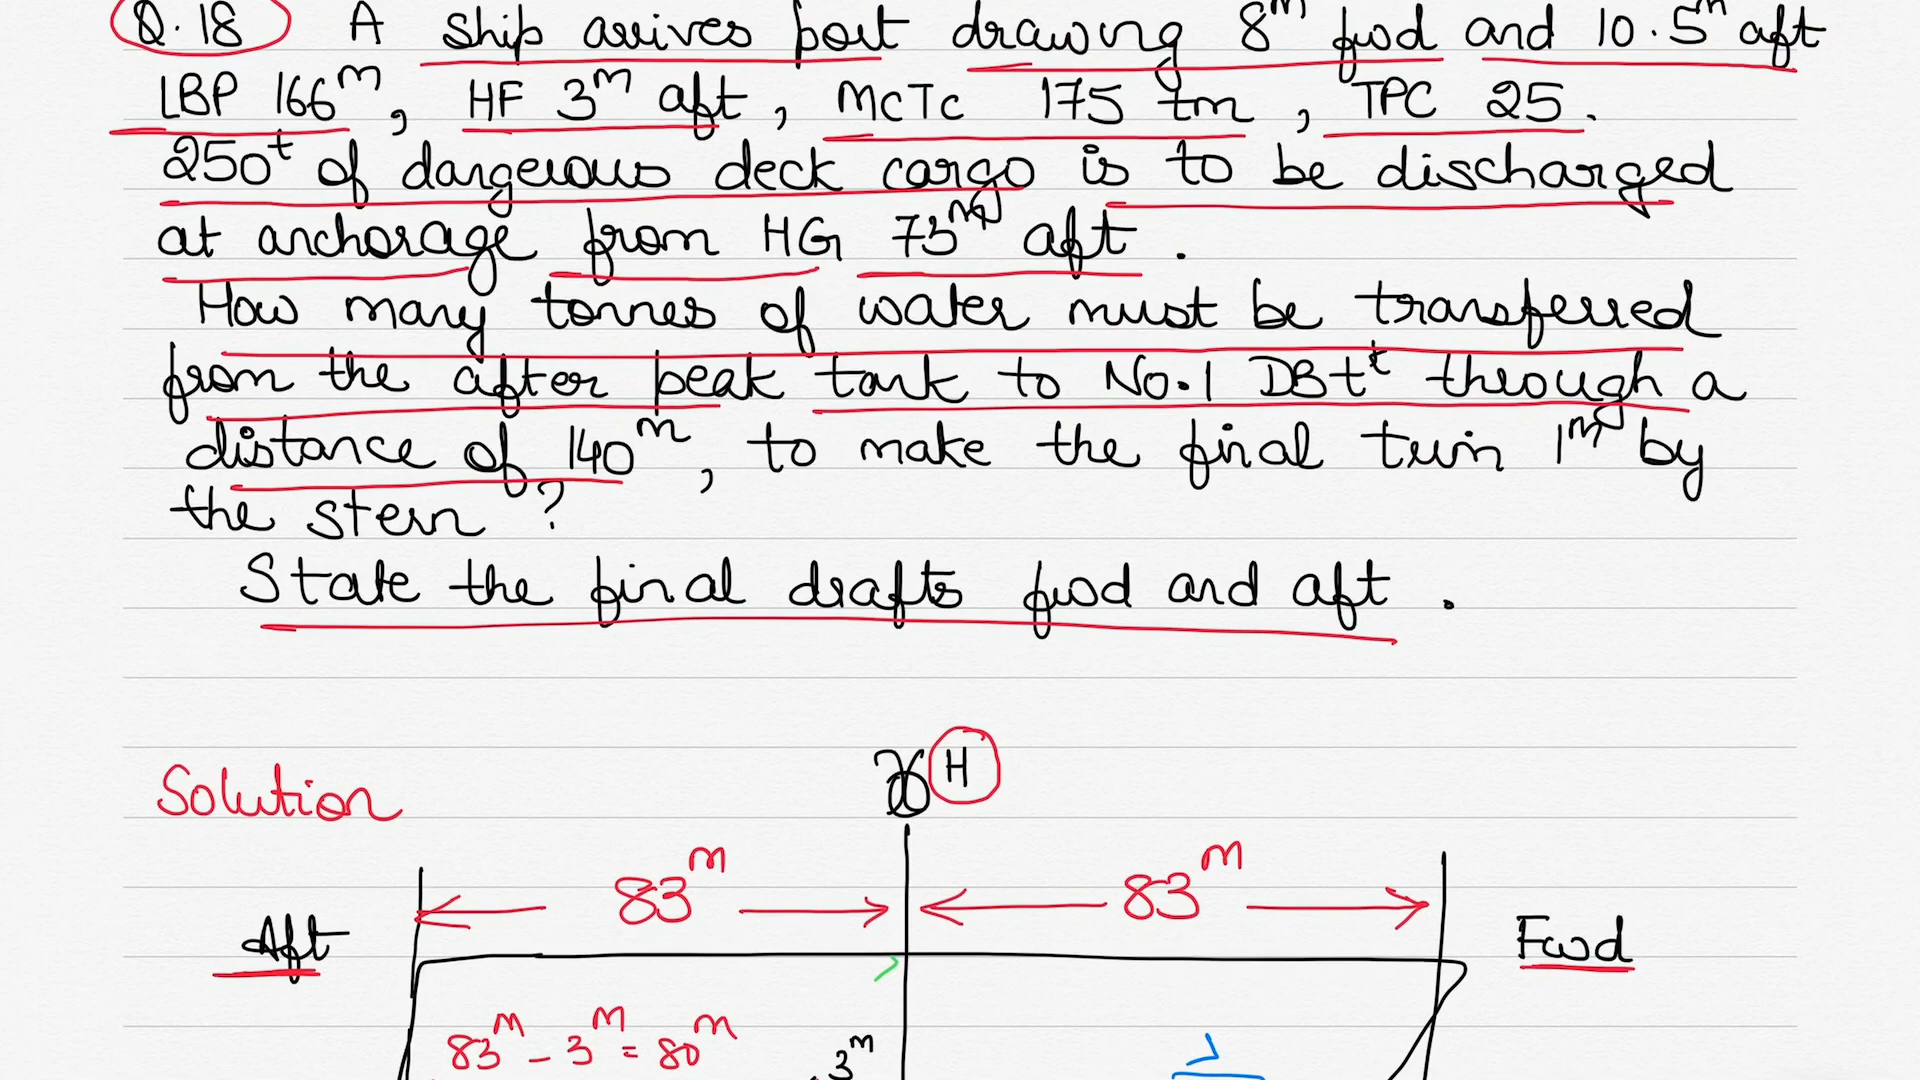 Q.18 A ship arives port drawing 8m fwd and 10.5m aft
LBP 166m, HF 3m aft, MCTC 175 tm, TPC 25.
250t of dangerous deck cargo is to be discharged
at anchorage from HG 73m aft.
How many tonnes of water must be transferred
from the after peak tank to No.1 DBtt through a
distance of 140m, to make the final trim 1m by
the stern?
State the final drafts fwd and aft.
Solution
H
83m 83m
Aft Fwd
83m - 3m = 80m
3m